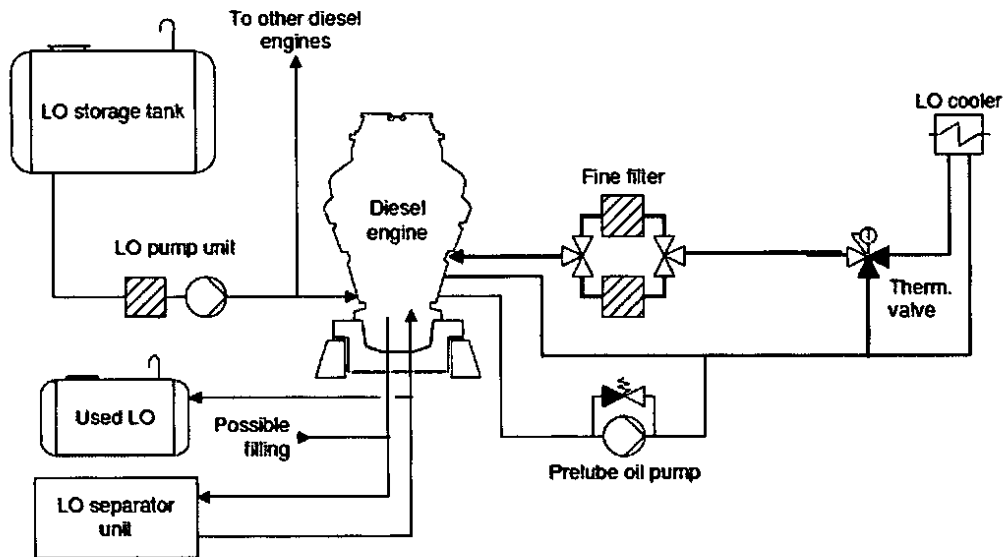 To other diesel
engines
LO storage tank
LO cooler
Fine filter
Diesel
engine
LO pump unit
Therm.
valve
Used LO
Possible
filling
Prelube oil pump
LO separator
unit